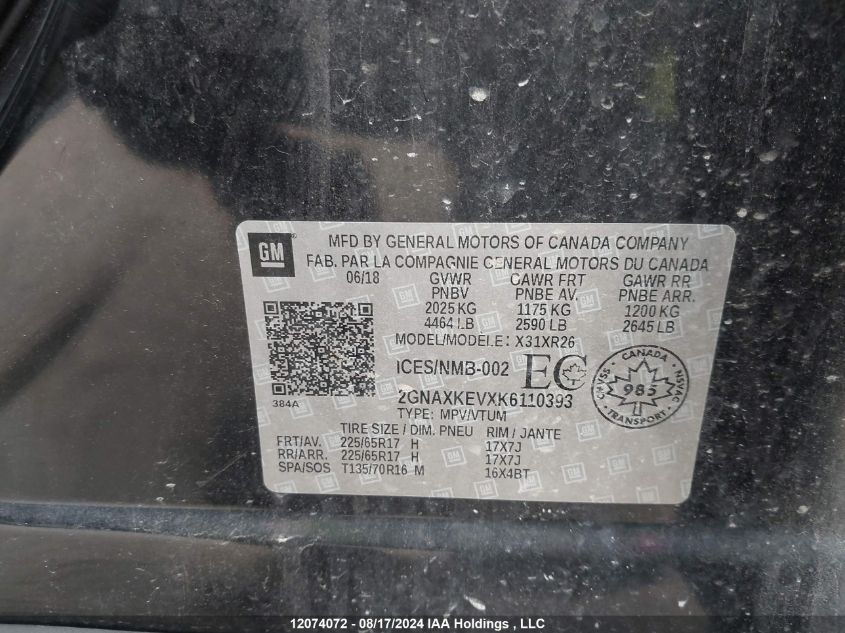 GM
MFD BY GENERAL MOTORS OF CANADA COMPANY
FAB. PAR LA COMPAGNIE GENERAL MOTORS DU CANADA
06/18 GVWR GAWR FRT GAWR RR
PNBV PNBE AV. PNBE ARR.
2025 KG 1175 KG 1200 KG
4464 LB 2590 LB 2645 LB
MODEL/MODELE: X31XR26
ICES/NMB-002 EC
384A
2GNAXKEVXK6110393
TYPE: MPV/VTUM
CANADA
CMVSS 985 NSVAC
TRANSPORT
TIRE SIZE / DIM. PNEU RIM / JANTE
FRT/AV. 225/65R17 H 17X7J
RR/ARR. 225/65R17 H 17X7J
SPA/SOS T135/70R16 M 16X4BT
12074072 - 08/17/2024 IAA Holdings , LLC